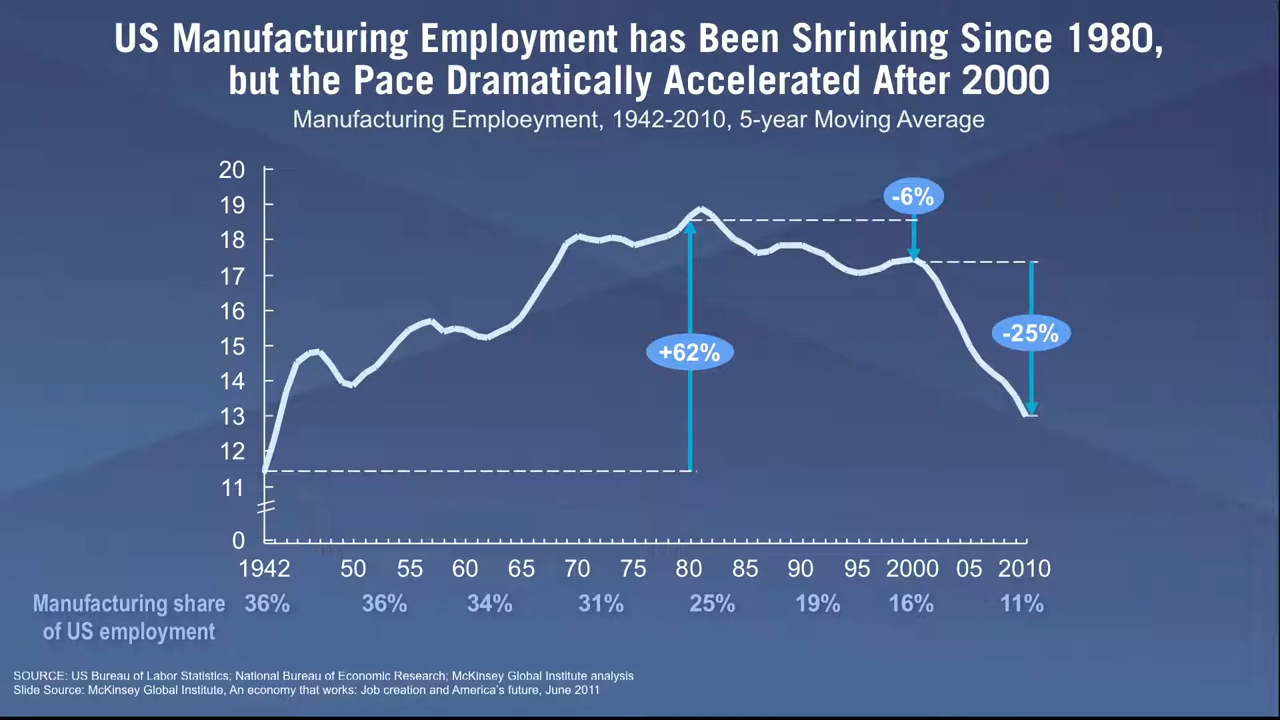 US Manufacturing Employment has Been Shrinking Since 1980,
but the Pace Dramatically Accelerated After 2000
Manufacturing Emploeyment, 1942-2010, 5-year Moving Average
20
19
18
17
16
15
14
13
12
11
0
-6%
+62%
-25%
1942 50 55 60 65 70 75 80 85 90 95 2000 05 2010
Manufacturing share 36% 36% 34% 31% 25% 19% 16% 11%
of US employment
SOURCE: US Bureau of Labor Statistics; National Bureau of Economic Research; McKinsey Global Institute analysis
Slide Source: McKinsey Global Institute, An economy that works: Job creation and America's future, June 2011